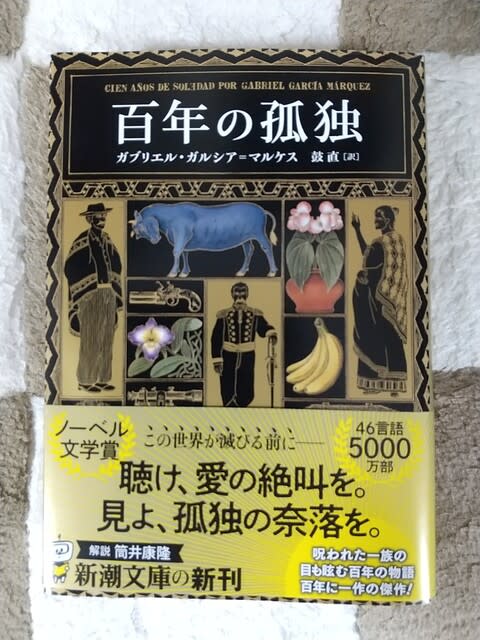 CIEN AÑOS DE SOLƎDAD POR GABRIEL GARCÍA MÁRQUEZ
百年の孤独
ガブリエル・ガルシア＝マルケス 鼓直［訳］
ノーベル
文学賞
この世界が滅びる前に——
46言語
5000
万部
聴け、愛の絶叫を。
見よ、孤独の奈落を。
解説 筒井康隆
新潮文庫の新刊
呪われた一族の
目も眩む百年の物語
百年に一作の傑作！